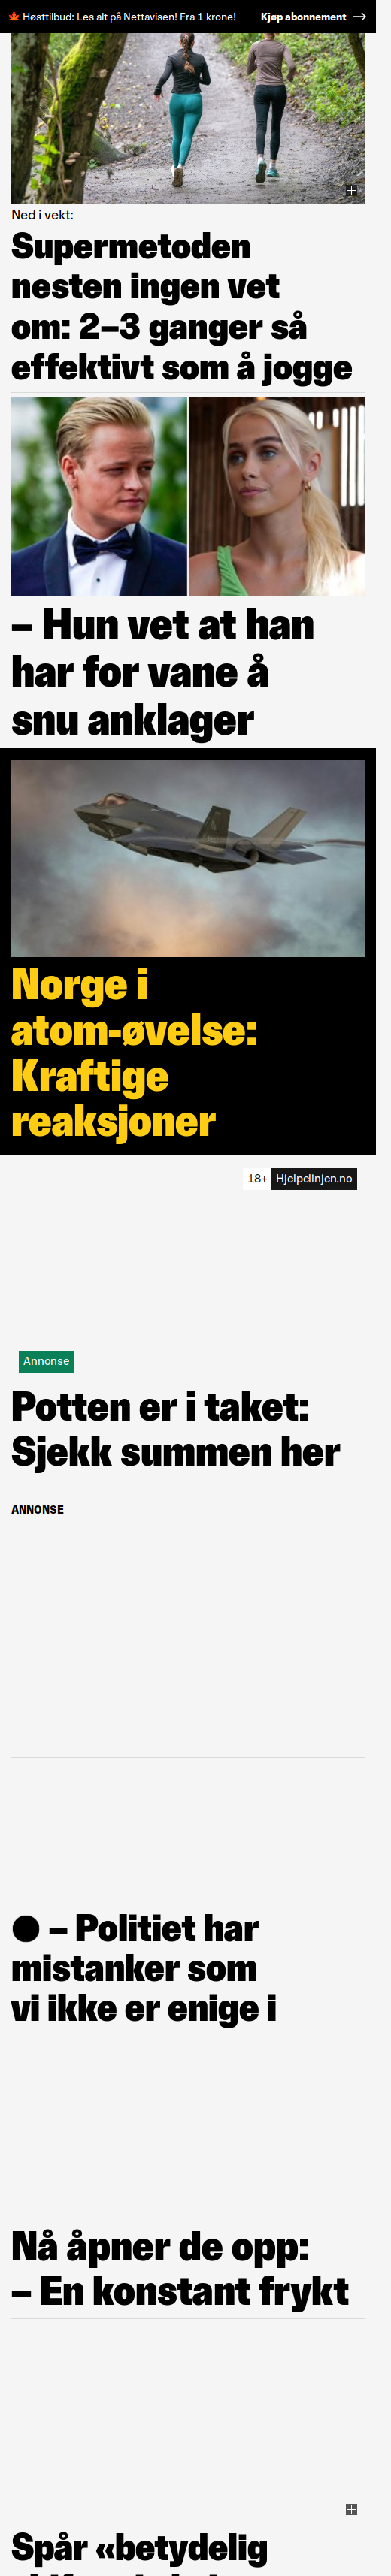 🍁 Høsttilbud: Les alt på Nettavisen! Fra 1 krone! Kjøp abonnement →
Ned i vekt:
Supermetoden
nesten ingen vet
om: 2–3 ganger så
effektivt som å jogge
– Hun vet at han
har for vane å
snu anklager
Norge i
atom-øvelse:
Kraftige
reaksjoner
18+ Hjelpelinjen.no
Annonse
Potten er i taket:
Sjekk summen her
ANNONSE
● – Politiet har
mistanker som
vi ikke er enige i
Nå åpner de opp:
– En konstant frykt
Spår «betydelig